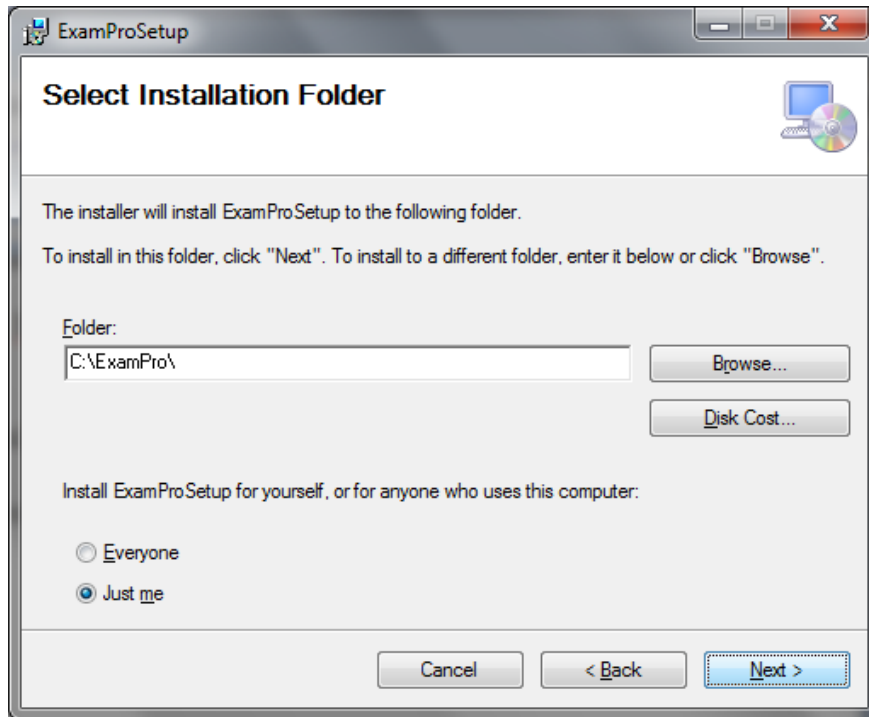 ExamProSetup
Select Installation Folder
The installer will install ExamProSetup to the following folder.
To install in this folder, click "Next". To install to a different folder, enter it below or click "Browse".
Folder:
C:\ExamPro\
Browse...
Disk Cost...
Install ExamProSetup for yourself, or for anyone who uses this computer:
Everyone
Just me
Cancel
< Back
Next >